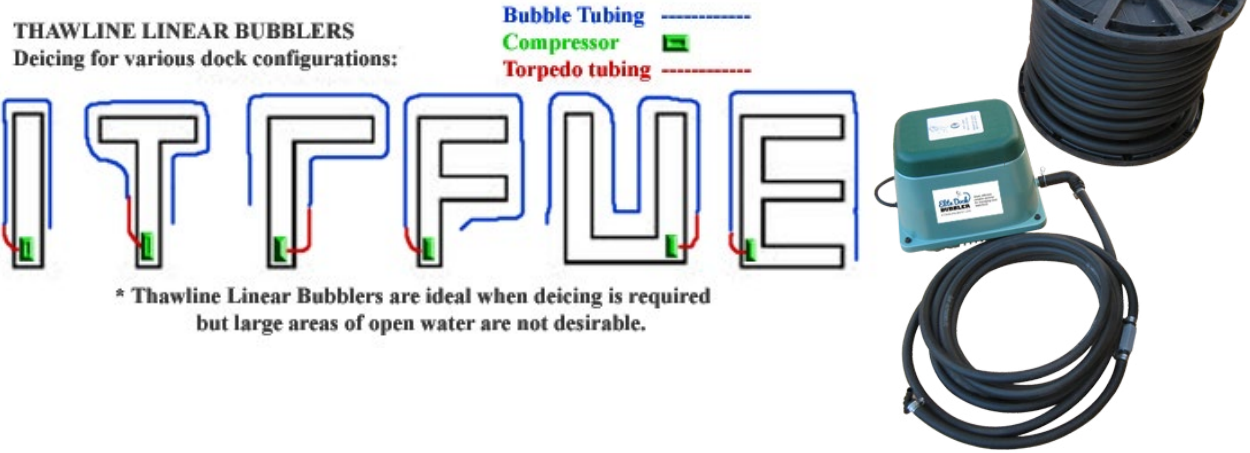 THAWLINE LINEAR BUBBLERS
Deicing for various dock configurations:
Bubble Tubing ------------
Compressor
Torpedo tubing ------------
* Thawline Linear Bubblers are ideal when deicing is required
but large areas of open water are not desirable.
Elite Dock
BUBBLER